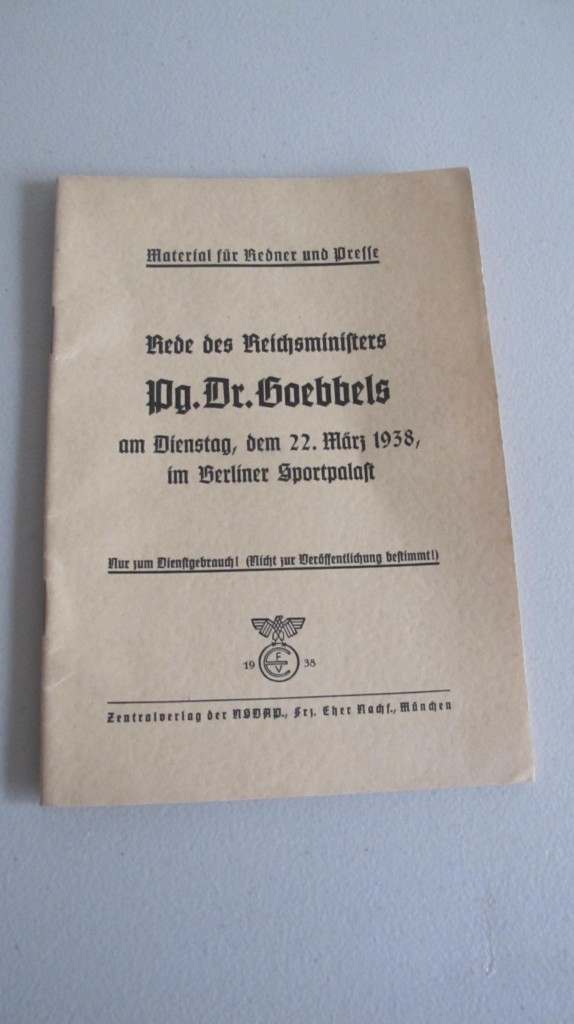 Material für Redner und Presse
Rede des Reichsministers
Pg. Dr. Goebbels
am Dienstag, dem 22. März 1938,
im Berliner Sportpalast
Nur zum Dienstgebrauch! (Nicht zur Veröffentlichung bestimmt!)
19 FEV 38
Zentralverlag der NSDAP., Frz. Eher Nachf., München